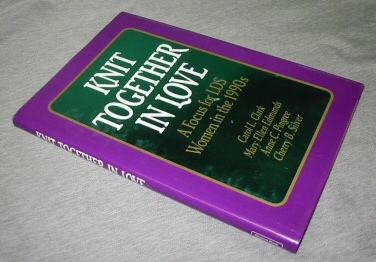 KNIT
TOGETHER
IN LOVE
A Focus for LDS
Women in the 1990s
Carol L. Clark
Mary Ellen Edmunds
Anne C. Pingree
Cherry B. Silver
KNIT TOGETHER IN LOVE